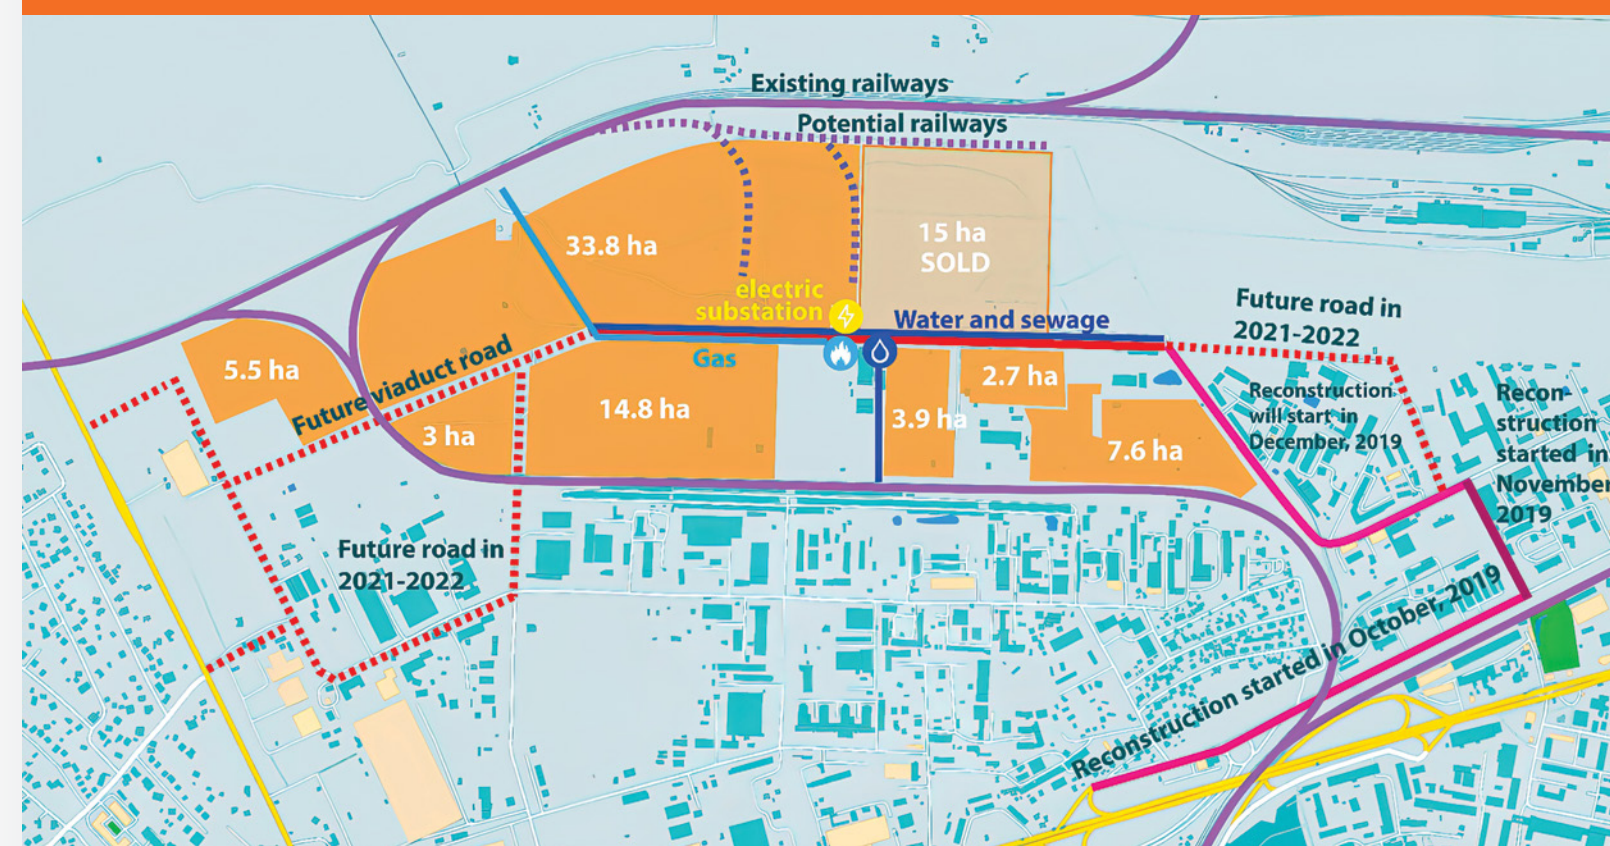 Existing railways
Potential railways
33.8 ha
15 ha
SOLD
electric
substation
Water and sewage
Future road in
2021-2022
5.5 ha
Future viaduct road
Gas
2.7 ha
14.8 ha
3 ha
3.9 ha
7.6 ha
Reconstruction
will start in
December, 2019
Recon-
struction
started in
November
2019
Future road in
2021-2022
Reconstruction started in October, 2019